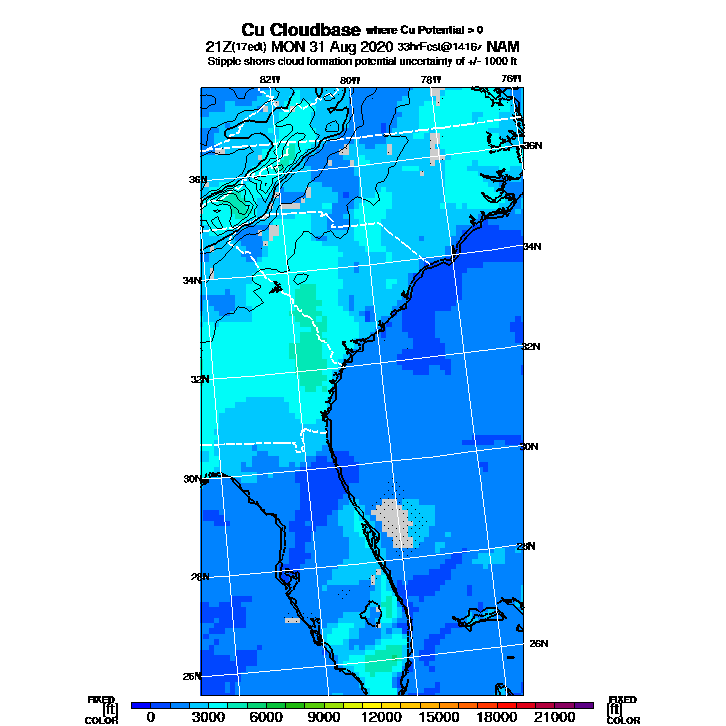 Cu Cloudbase where Cu Potential > 0
21Z(17edt) MON 31 Aug 2020 33hrFcst@1416z NAM
Stipple shows cloud formation potential uncertainty of +/- 1000 ft
82W 80W 78W 76W
36N
36N
34N
34N
32N
32N
30N
30N
28N
28N
26N
26N
FIXED FIXED
[ft] [ft]
COLOR COLOR
0 3000 6000 9000 12000 15000 18000 21000